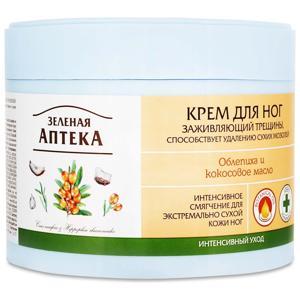 ЗЕЛЕНАЯ
АПТЕКА
КРЕМ ДЛЯ НОГ
ЗАЖИВЛЯЮЩИЙ ТРЕЩИНЫ,
СПОСОБСТВУЕТ УДАЛЕНИЮ СУХИХ МОЗОЛЕЙ
Облепиха и
кокосовое масло
ИНТЕНСИВНОЕ
СМЯГЧЕНИЕ ДЛЯ
ЭКСТРЕМАЛЬНО СУХОЙ
КОЖИ НОГ
ИНТЕНСИВНЫЙ УХОД